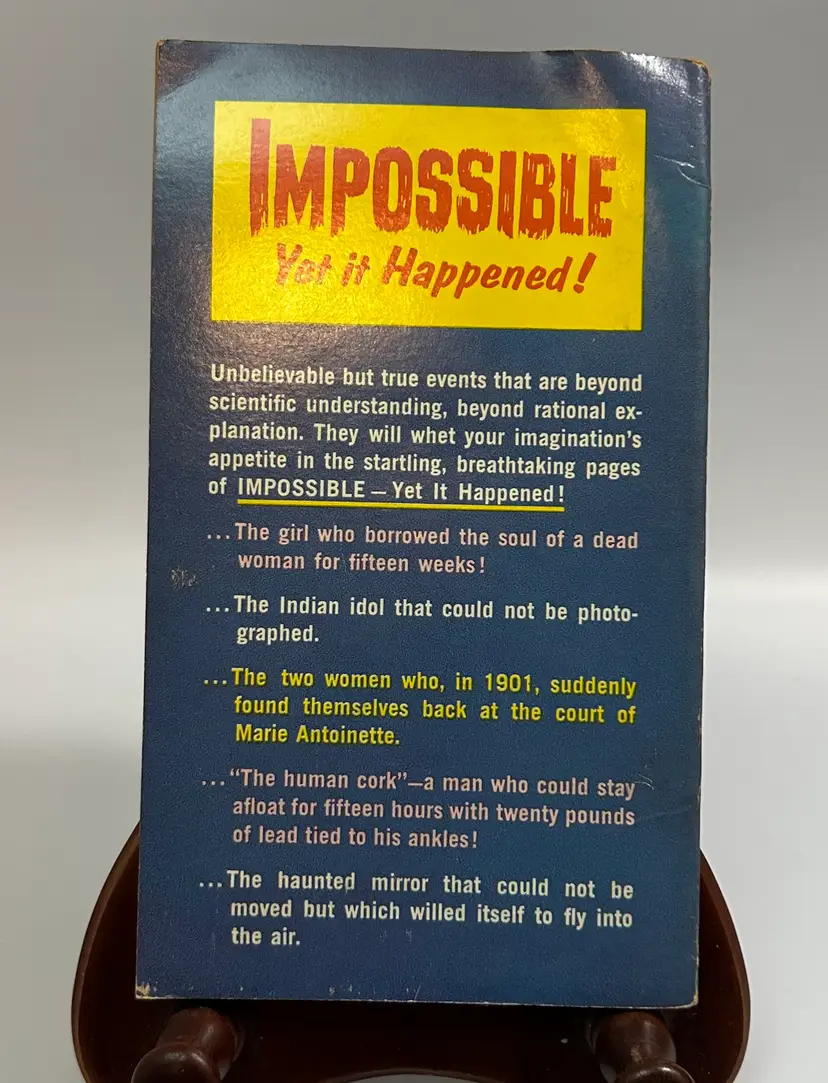 IMPOSSIBLE
Yet it Happened!
Unbelievable but true events that are beyond
scientific understanding, beyond rational ex-
planation. They will whet your imagination's
appetite in the startling, breathtaking pages
of IMPOSSIBLE — Yet It Happened!
...The girl who borrowed the soul of a dead
woman for fifteen weeks!
...The Indian idol that could not be photo-
graphed.
...The two women who, in 1901, suddenly
found themselves back at the court of
Marie Antoinette.
..."The human cork"—a man who could stay
afloat for fifteen hours with twenty pounds
of lead tied to his ankles!
...The haunted mirror that could not be
moved but which willed itself to fly into
the air.